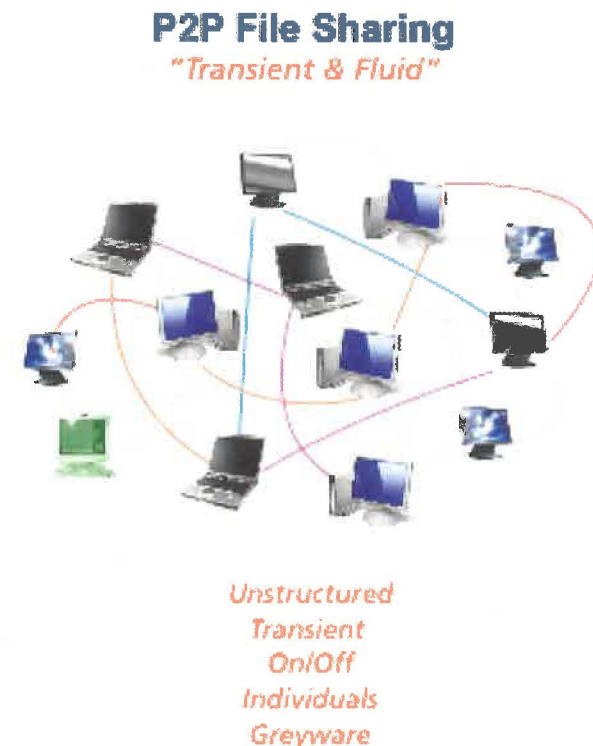 P2P File Sharing
"Transient & Fluid"
Unstructured
Transient
On/Off
Individuals
Greyware